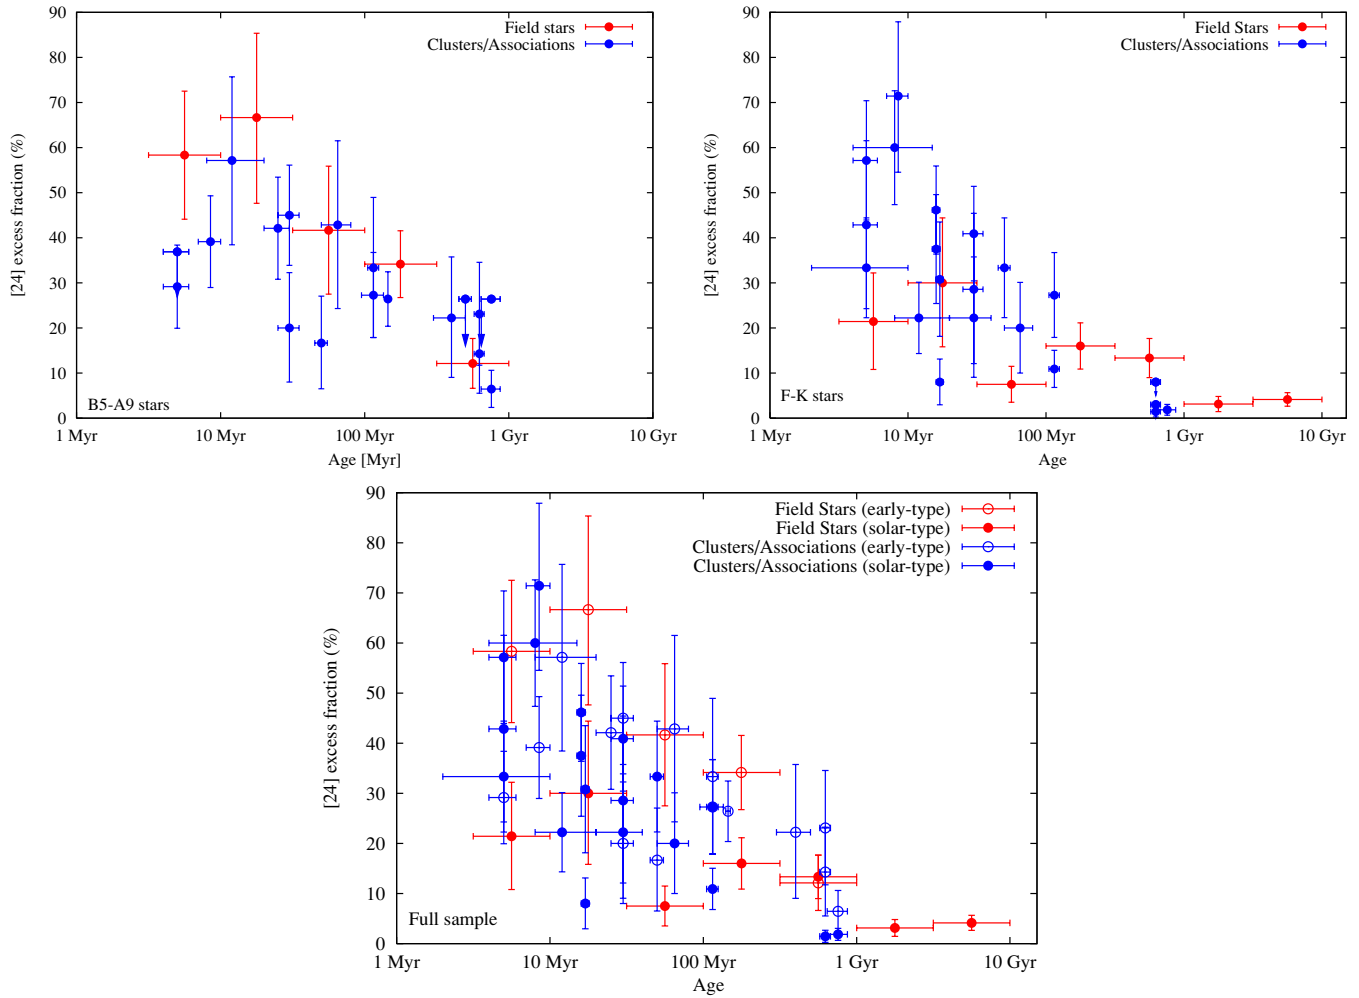 90
80
70
60
50
40
30
20
10
0
[24] excess fraction (%)
Field stars
Clusters/Associations
B5-A9 stars
1 Myr 10 Myr 100 Myr 1 Gyr 10 Gyr
Age [Myr]
90
80
70
60
50
40
30
20
10
0
[24] excess fraction (%)
Field Stars
Clusters/Associations
F-K stars
1 Myr 10 Myr 100 Myr 1 Gyr 10 Gyr
Age
90
80
70
60
50
40
30
20
10
0
[24] excess fraction (%)
Field Stars (early-type)
Field Stars (solar-type)
Clusters/Associations (early-type)
Clusters/Associations (solar-type)
Full sample
1 Myr 10 Myr 100 Myr 1 Gyr 10 Gyr
Age